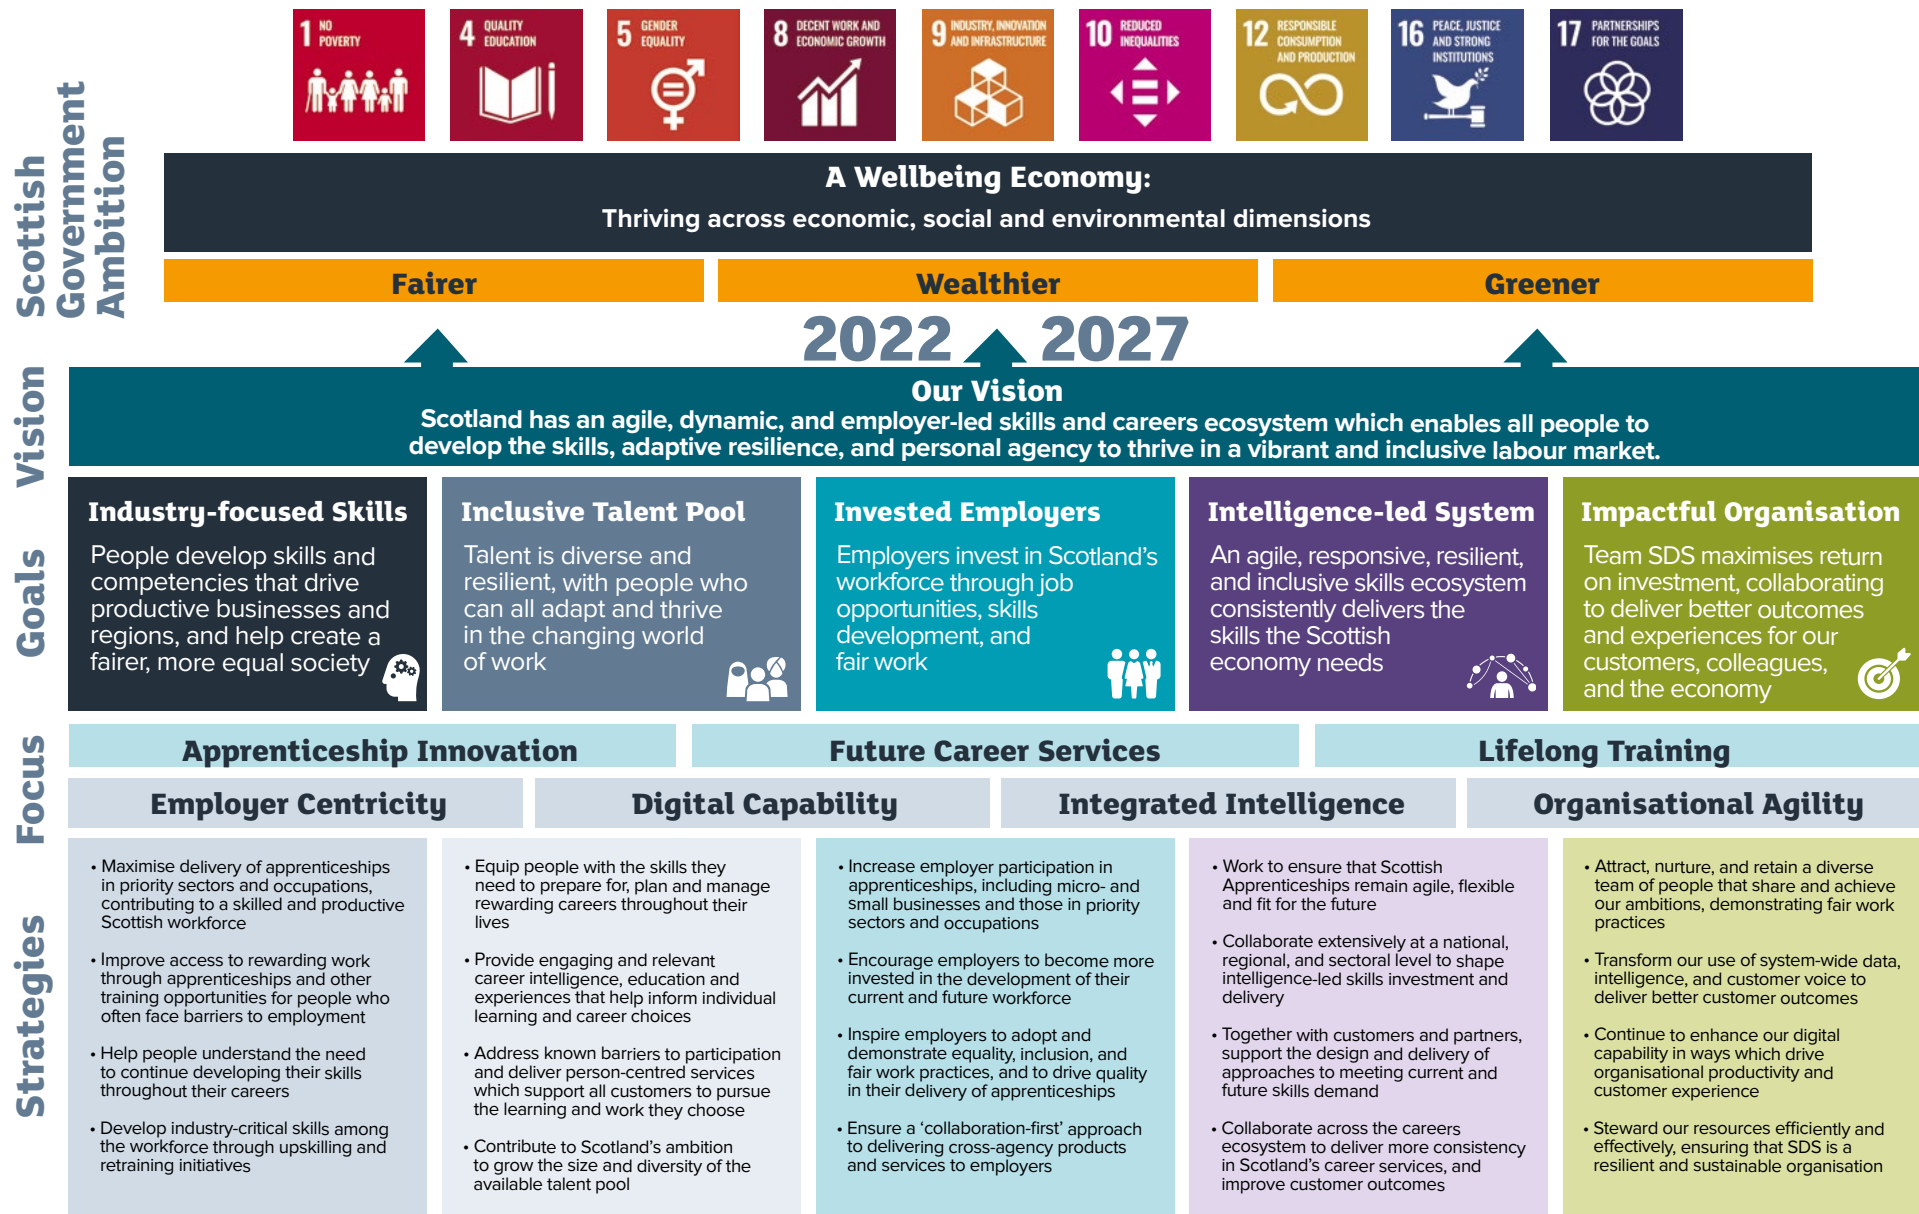 1 NO
POVERTY
4 QUALITY
EDUCATION
5 GENDER
EQUALITY
8 DECENT WORK AND
ECONOMIC GROWTH
9 INDUSTRY, INNOVATION
AND INFRASTRUCTURE
10 REDUCED
INEQUALITIES
12 RESPONSIBLE
CONSUMPTION
AND PRODUCTION
16 PEACE, JUSTICE
AND STRONG
INSTITUTIONS
17 PARTNERSHIPS
FOR THE GOALS
Scottish
Government
Ambition
A Wellbeing Economy:
Thriving across economic, social and environmental dimensions
Fairer
Wealthier
Greener
2022 2027
Vision
Our Vision
Scotland has an agile, dynamic, and employer-led skills and careers ecosystem which enables all people to
develop the skills, adaptive resilience, and personal agency to thrive in a vibrant and inclusive labour market.
Goals
Industry-focused Skills
People develop skills and
competencies that drive
productive businesses and
regions, and help create a
fairer, more equal society
Inclusive Talent Pool
Talent is diverse and
resilient, with people who
can all adapt and thrive
in the changing world
of work
Invested Employers
Employers invest in Scotland's
workforce through job
opportunities, skills
development, and
fair work
Intelligence-led System
An agile, responsive, resilient,
and inclusive skills ecosystem
consistently delivers the
skills the Scottish
economy needs
Impactful Organisation
Team SDS maximises return
on investment, collaborating
to deliver better outcomes
and experiences for our
customers, colleagues,
and the economy
Focus
Apprenticeship Innovation
Future Career Services
Lifelong Training
Employer Centricity
Digital Capability
Integrated Intelligence
Organisational Agility
Strategies
• Maximise delivery of apprenticeships
in priority sectors and occupations,
contributing to a skilled and productive
Scottish workforce
• Improve access to rewarding work
through apprenticeships and other
training opportunities for people who
often face barriers to employment
• Help people understand the need
to continue developing their skills
throughout their careers
• Develop industry-critical skills among
the workforce through upskilling and
retraining initiatives
• Equip people with the skills they
need to prepare for, plan and manage
rewarding careers throughout their
lives
• Provide engaging and relevant
career intelligence, education and
experiences that help inform individual
learning and career choices
• Address known barriers to participation
and deliver person-centred services
which support all customers to pursue
the learning and work they choose
• Contribute to Scotland's ambition
to grow the size and diversity of the
available talent pool
• Increase employer participation in
apprenticeships, including micro- and
small businesses and those in priority
sectors and occupations
• Encourage employers to become more
invested in the development of their
current and future workforce
• Inspire employers to adopt and
demonstrate equality, inclusion, and
fair work practices, and to drive quality
in their delivery of apprenticeships
• Ensure a 'collaboration-first' approach
to delivering cross-agency products
and services to employers
• Work to ensure that Scottish
Apprenticeships remain agile, flexible
and fit for the future
• Collaborate extensively at a national,
regional, and sectoral level to shape
intelligence-led skills investment and
delivery
• Together with customers and partners,
support the design and delivery of
approaches to meeting current and
future skills demand
• Collaborate across the careers
ecosystem to deliver more consistency
in Scotland's career services, and
improve customer outcomes
• Attract, nurture, and retain a diverse
team of people that share and achieve
our ambitions, demonstrating fair work
practices
• Transform our use of system-wide data,
intelligence, and customer voice to
deliver better customer outcomes
• Continue to enhance our digital
capability in ways which drive
organisational productivity and
customer experience
• Steward our resources efficiently and
effectively, ensuring that SDS is a
resilient and sustainable organisation